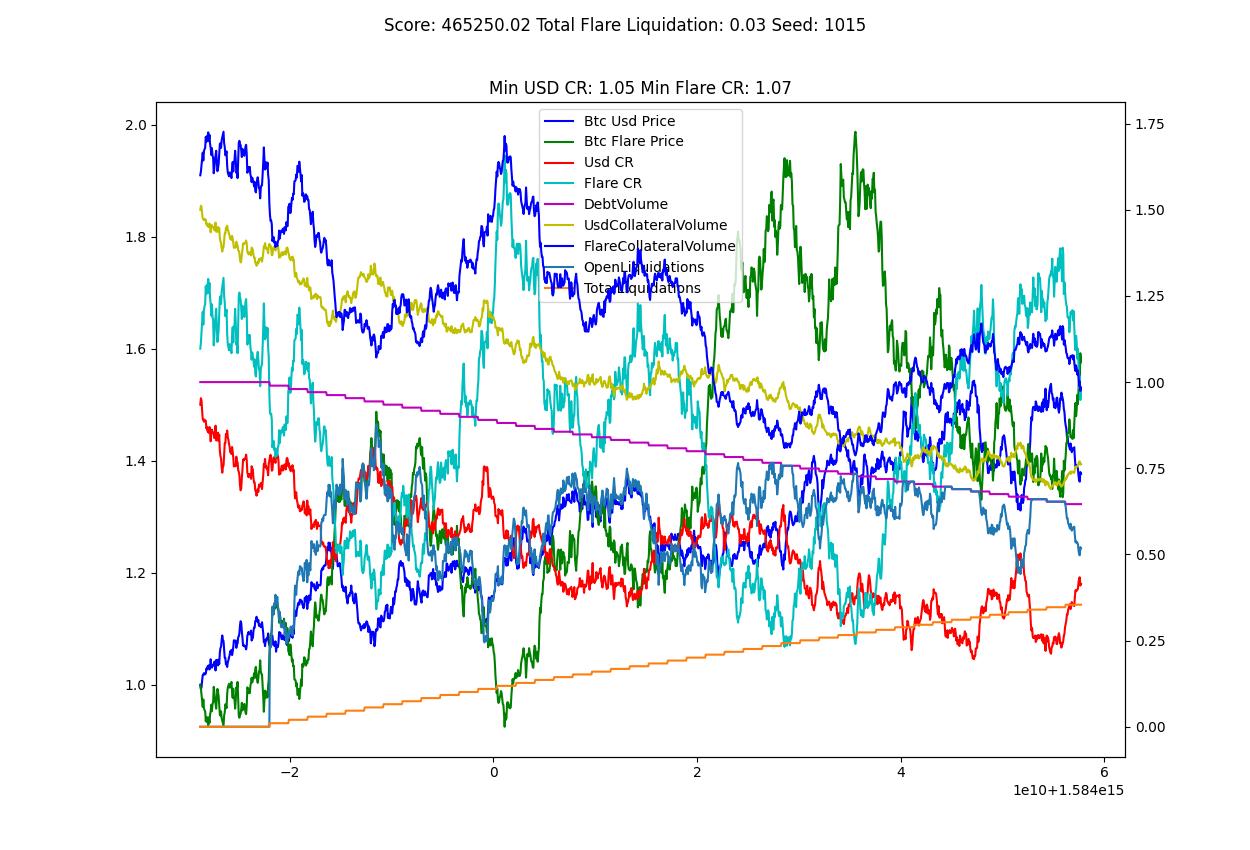 Score: 465250.02 Total Flare Liquidation: 0.03 Seed: 1015
Min USD CR: 1.05 Min Flare CR: 1.07
Btc Usd Price
Btc Flare Price
Usd CR
Flare CR
DebtVolume
UsdCollateralVolume
FlareCollateralVolume
OpenLiquidations
TotalLiquidations
2.0
1.8
1.6
1.4
1.2
1.0
1.75
1.50
1.25
1.00
0.75
0.50
0.25
0.00
−2 0 2 4 6
1e10+1.584e15